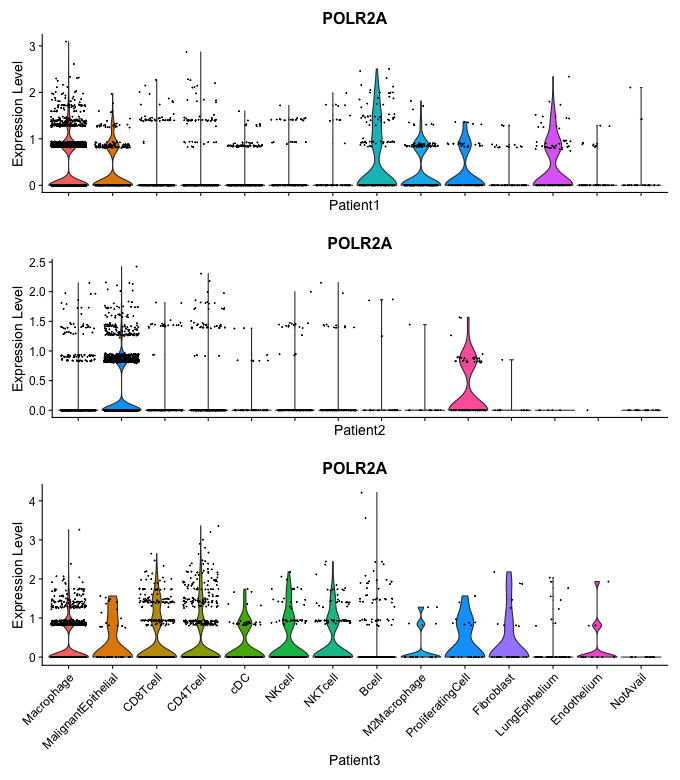 POLR2A
Expression Level
3
2
1
0
Patient1
POLR2A
Expression Level
2.5
2.0
1.5
1.0
0.5
0.0
Patient2
POLR2A
Expression Level
4
3
2
1
0
Macrophage
MalignantEpithelial
CD8Tcell
CD4Tcell
cDC
NKcell
NKTcell
Bcell
M2Macrophage
ProliferatingCell
Fibroblast
LungEpithelium
Endothelium
NotAvail
Patient3